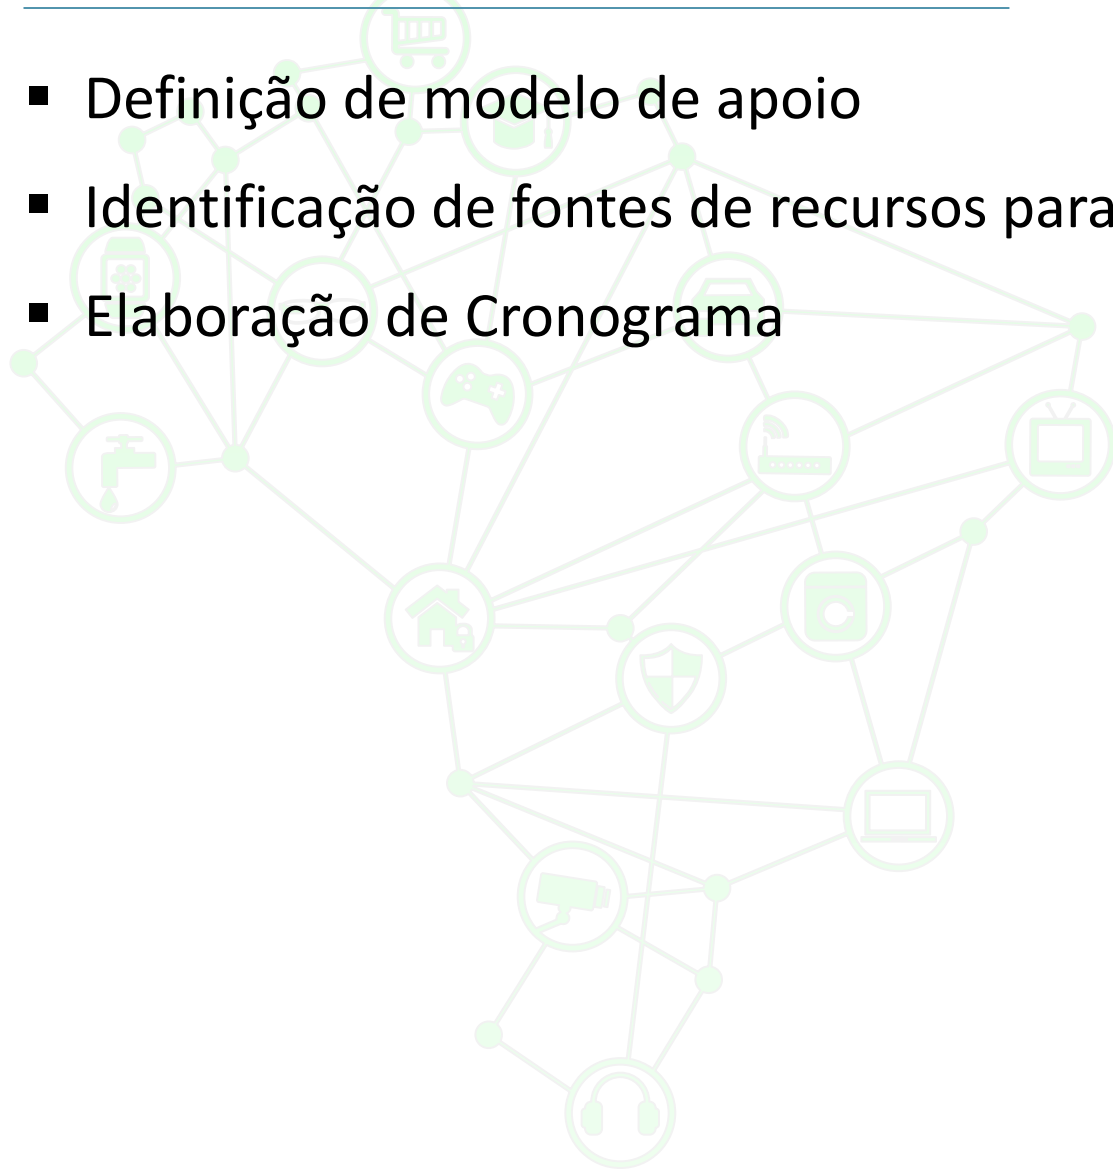 ▪ Definição de modelo de apoio
▪ Identificação de fontes de recursos para
▪ Elaboração de Cronograma